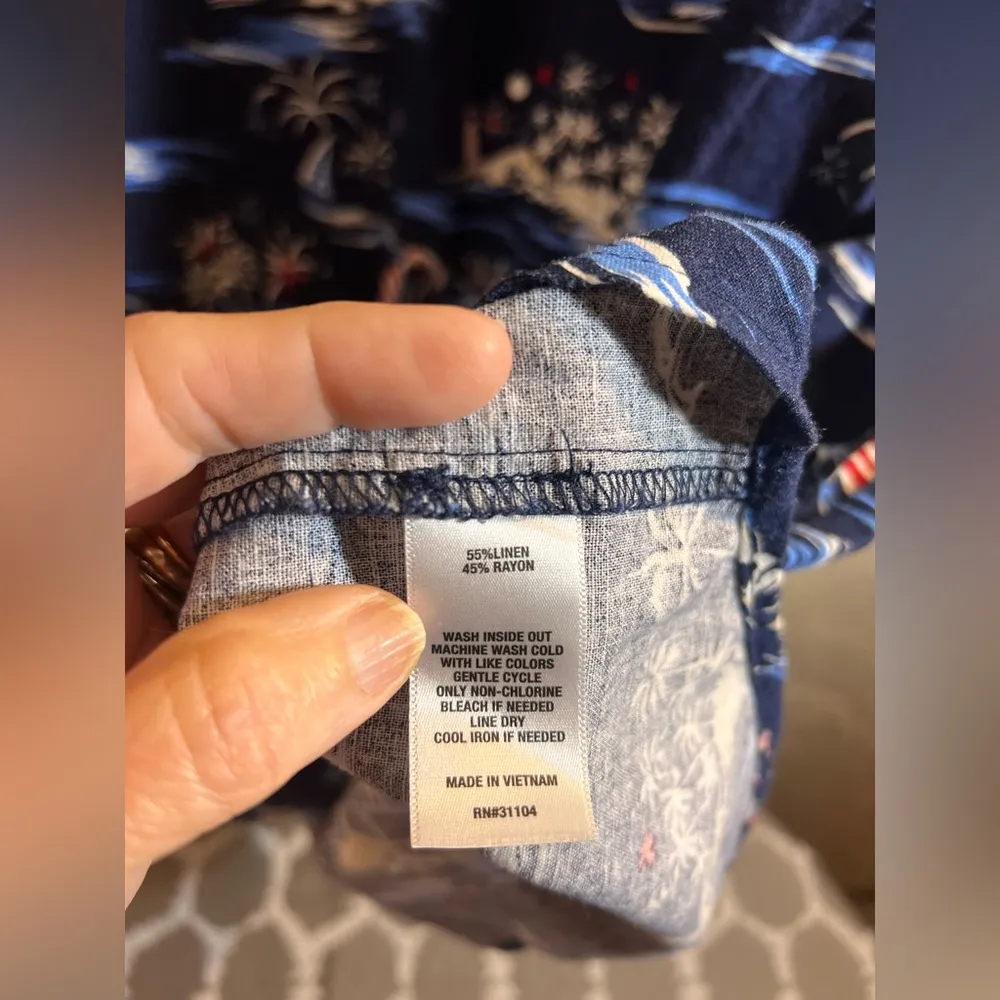 55%LINEN
45% RAYON
WASH INSIDE OUT
MACHINE WASH COLD
WITH LIKE COLORS
GENTLE CYCLE
ONLY NON-CHLORINE
BLEACH IF NEEDED
LINE DRY
COOL IRON IF NEEDED
MADE IN VIETNAM
RN#31104